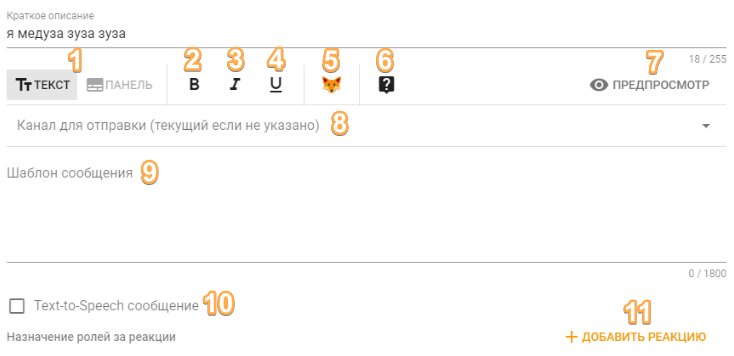 Краткое описание
я медуза зуза зуза
18 / 255
1 2 3 4 5 6 7
Тт ТЕКСТ ПАНЕЛЬ B I U ? ПРЕДПРОСМОТР
Канал для отправки (текущий если не указано) 8
Шаблон сообщения 9
0 / 1800
Text-to-Speech сообщение 10
11
Назначение ролей за реакции + ДОБАВИТЬ РЕАКЦИЮ